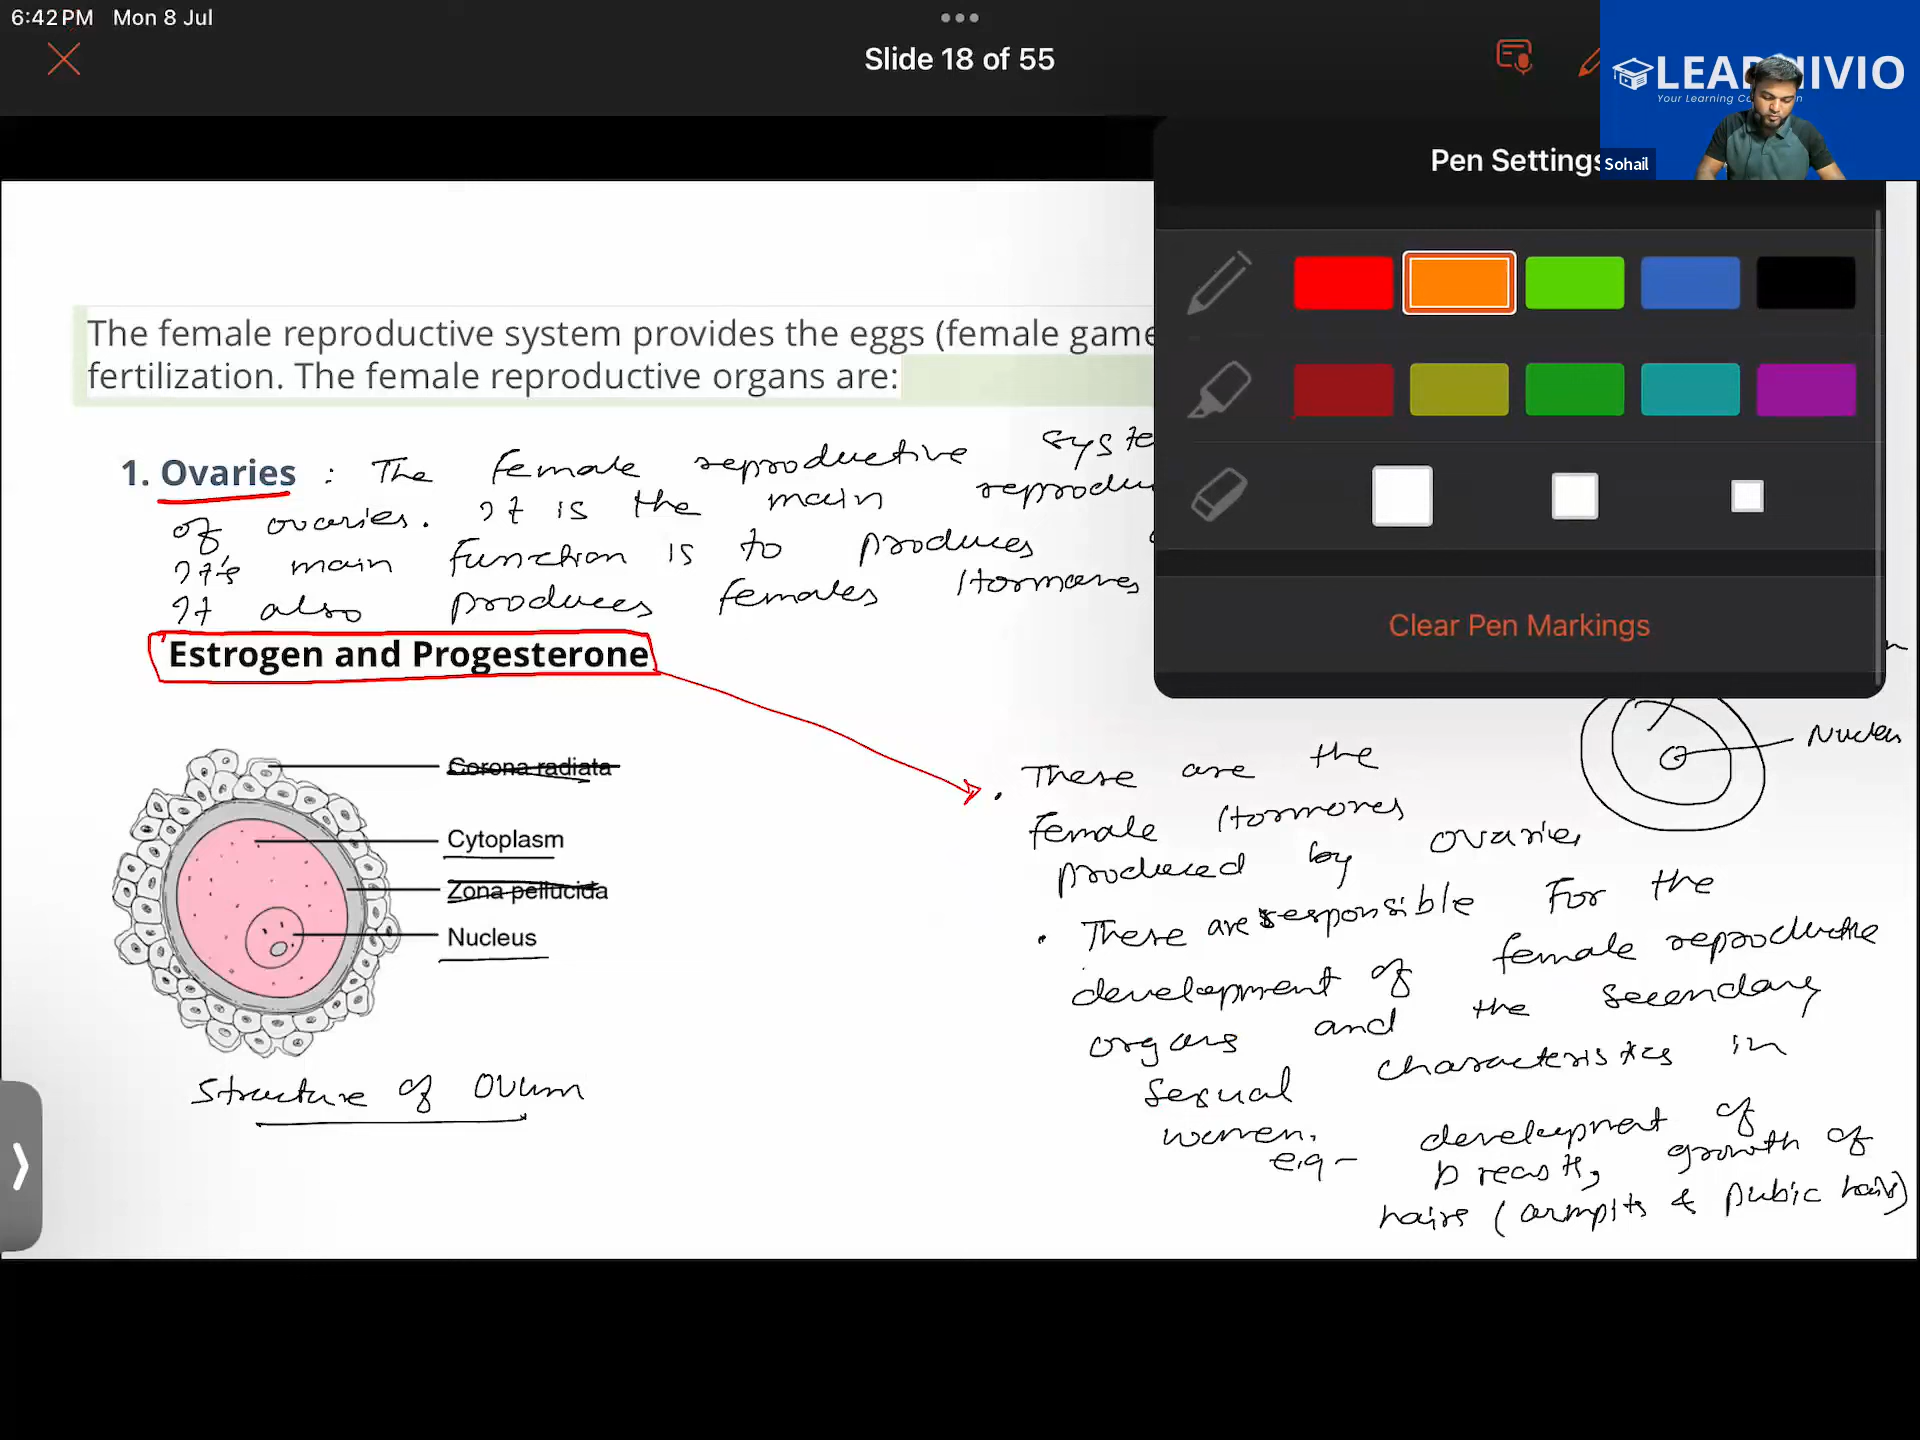 6:42 PM Mon 8 Jul
Slide 18 of 55
LEARNIVIO
Your Learning
Sohail
Pen Settings
The female reproductive system provides the eggs (female game
fertilization. The female reproductive organs are:
1. Ovaries : The female reproductive syste
of ovaries. It is the main reprodu
It's main function is to produces
It also produces females Hormones
Estrogen and Progesterone
Clear Pen Markings
Corona radiata
Cytoplasm
Zona pellucida
Nucleus
Structure of Ovum
Nucleus
• These are the
female Hormones
produced by ovaries
• These are responsible For the
development of female reproductive
organs and the secondary
sexual characteristics in
women.
e.g - development of
breasts, growth of
hairs (armpits & pubic hairs)